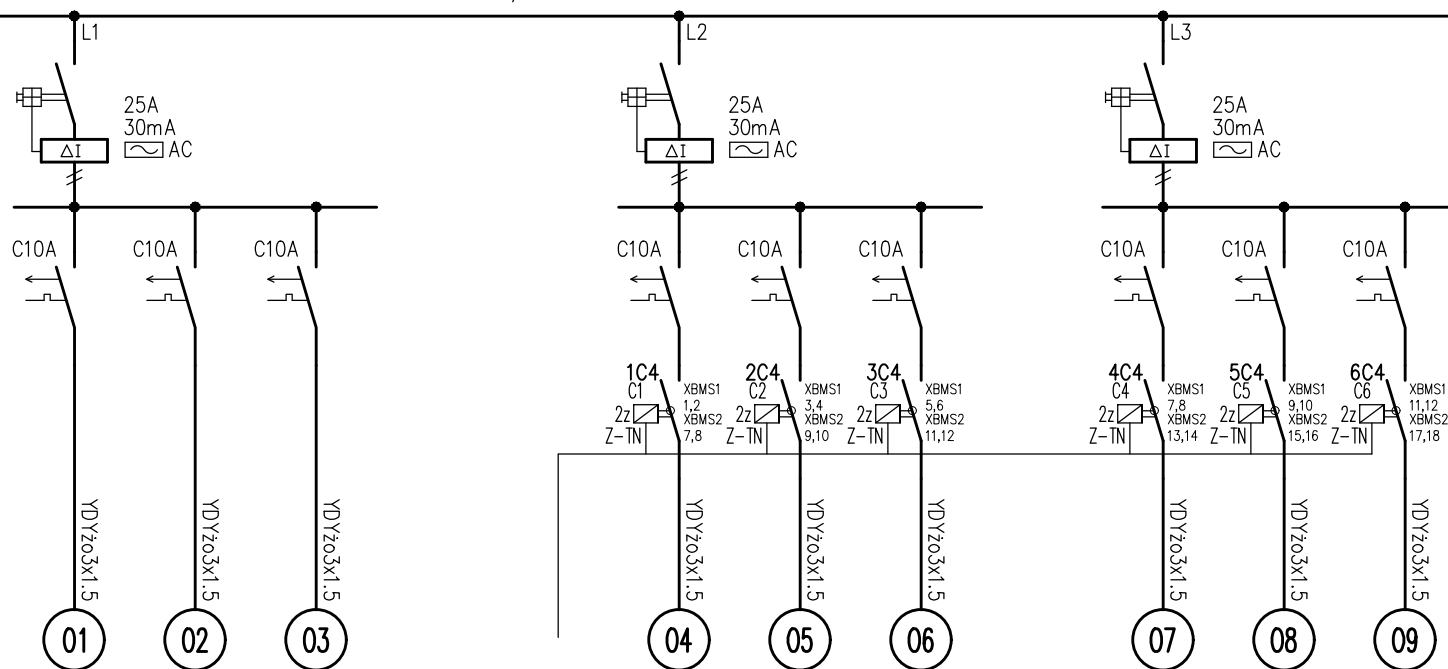 L1
L2
L3
25A
30mA
AC
ΔI
25A
30mA
AC
ΔI
25A
30mA
AC
ΔI
C10A
C10A
C10A
C10A
C10A
C10A
C10A
C10A
C10A
1C4
C1
2z
Z-TN
XBMS1
1,2
XBMS2
7,8
2C4
C2
2z
Z-TN
XBMS1
3,4
XBMS2
9,10
3C4
C3
2z
Z-TN
XBMS1
5,6
XBMS2
11,12
4C4
C4
2z
Z-TN
XBMS1
7,8
XBMS2
13,14
5C4
C5
2z
Z-TN
XBMS1
9,10
XBMS2
15,16
6C4
C6
2z
Z-TN
XBMS1
11,12
XBMS2
17,18
YDYżo3x1.5
YDYżo3x1.5
YDYżo3x1.5
YDYżo3x1.5
YDYżo3x1.5
YDYżo3x1.5
YDYżo3x1.5
YDYżo3x1.5
YDYżo3x1.5
01
02
03
04
05
06
07
08
09